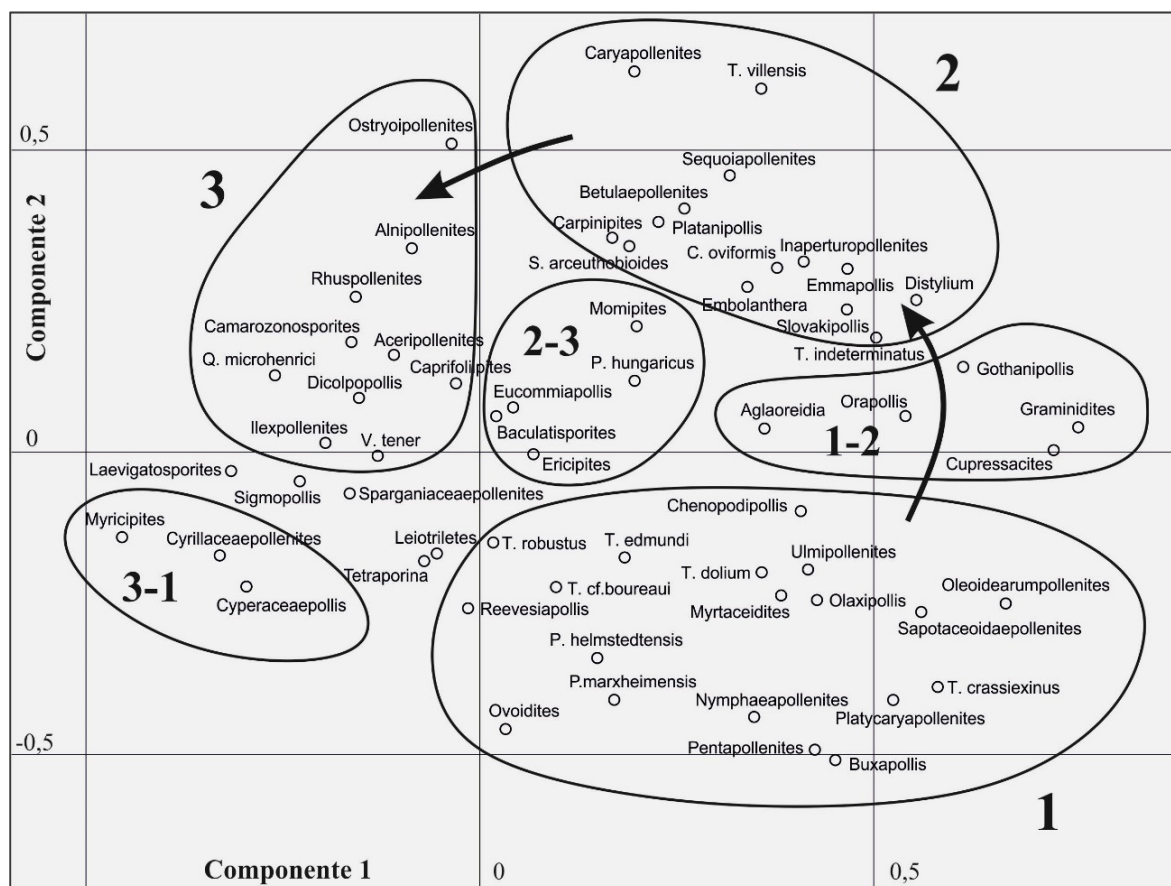 Caryapollenites
T. villensis
2
Ostryoipollenites
0,5
Sequoiapollenites
3
Betulaepollenites
Alnipollenites
Carpinipites
Platanipollis
C. oviformis
Inaperturopollenites
S. arceuthobioides
Rhuspollenites
Emmapollis
Distylium
Embolanthera
Momipites
Camarozonosporites
Slovakipollis
Aceripollenites
2-3
T. indeterminatus
Q. microhenrici
Caprifoliipites
P. hungaricus
Gothanipollis
Dicolpopollis
Eucommiapollis
Aglaoreidia
Orapollis
Graminidites
Ilexpollenites
V. tener
Baculatisporites
1-2
0
Ericipites
Cupressacites
Laevigatosporites
Sigmopollis
Sparganiaceaepollenites
Chenopodipollis
Myricipites
Cyrillaceaepollenites
Leiotriletes
T. robustus
T. edmundi
Ulmipollenites
Tetraporina
T. dolium
3-1
Cyperaceaepollis
T. cf.boureaui
Oleoidearumpollenites
Reevesiapollis
Myrtaceidites
Olaxipollis
Sapotaceoidaepollenites
P. helmstedtensis
P.marxheimensis
Nymphaeapollenites
T. crassiexinus
Ovoidites
Platycaryapollenites
-0,5
Pentapollenites
Buxapollis
1
Componente 2
Componente 1
0
0,5